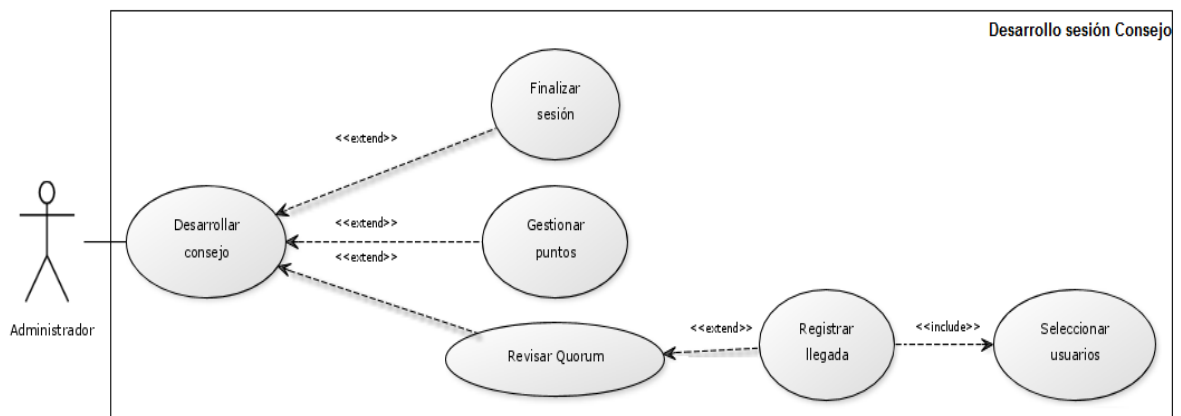 Desarrollo sesión Consejo
Finalizar
sesión
<<extend>>
Desarrollar
consejo
<<extend>>
Gestionar
puntos
<<extend>>
Administrador
Revisar Quorum
<<extend>>
Registrar
llegada
<<include>>
Seleccionar
usuarios